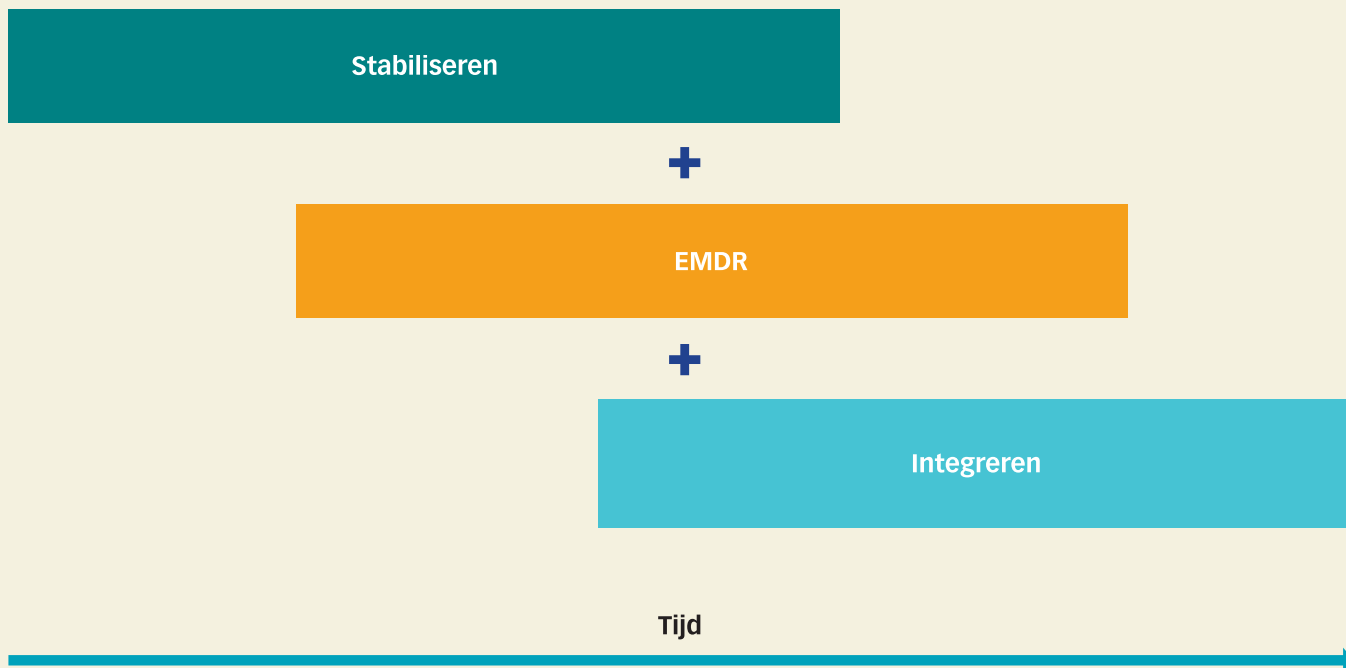 Stabiliseren
+
EMDR
+
Integreren
Tijd